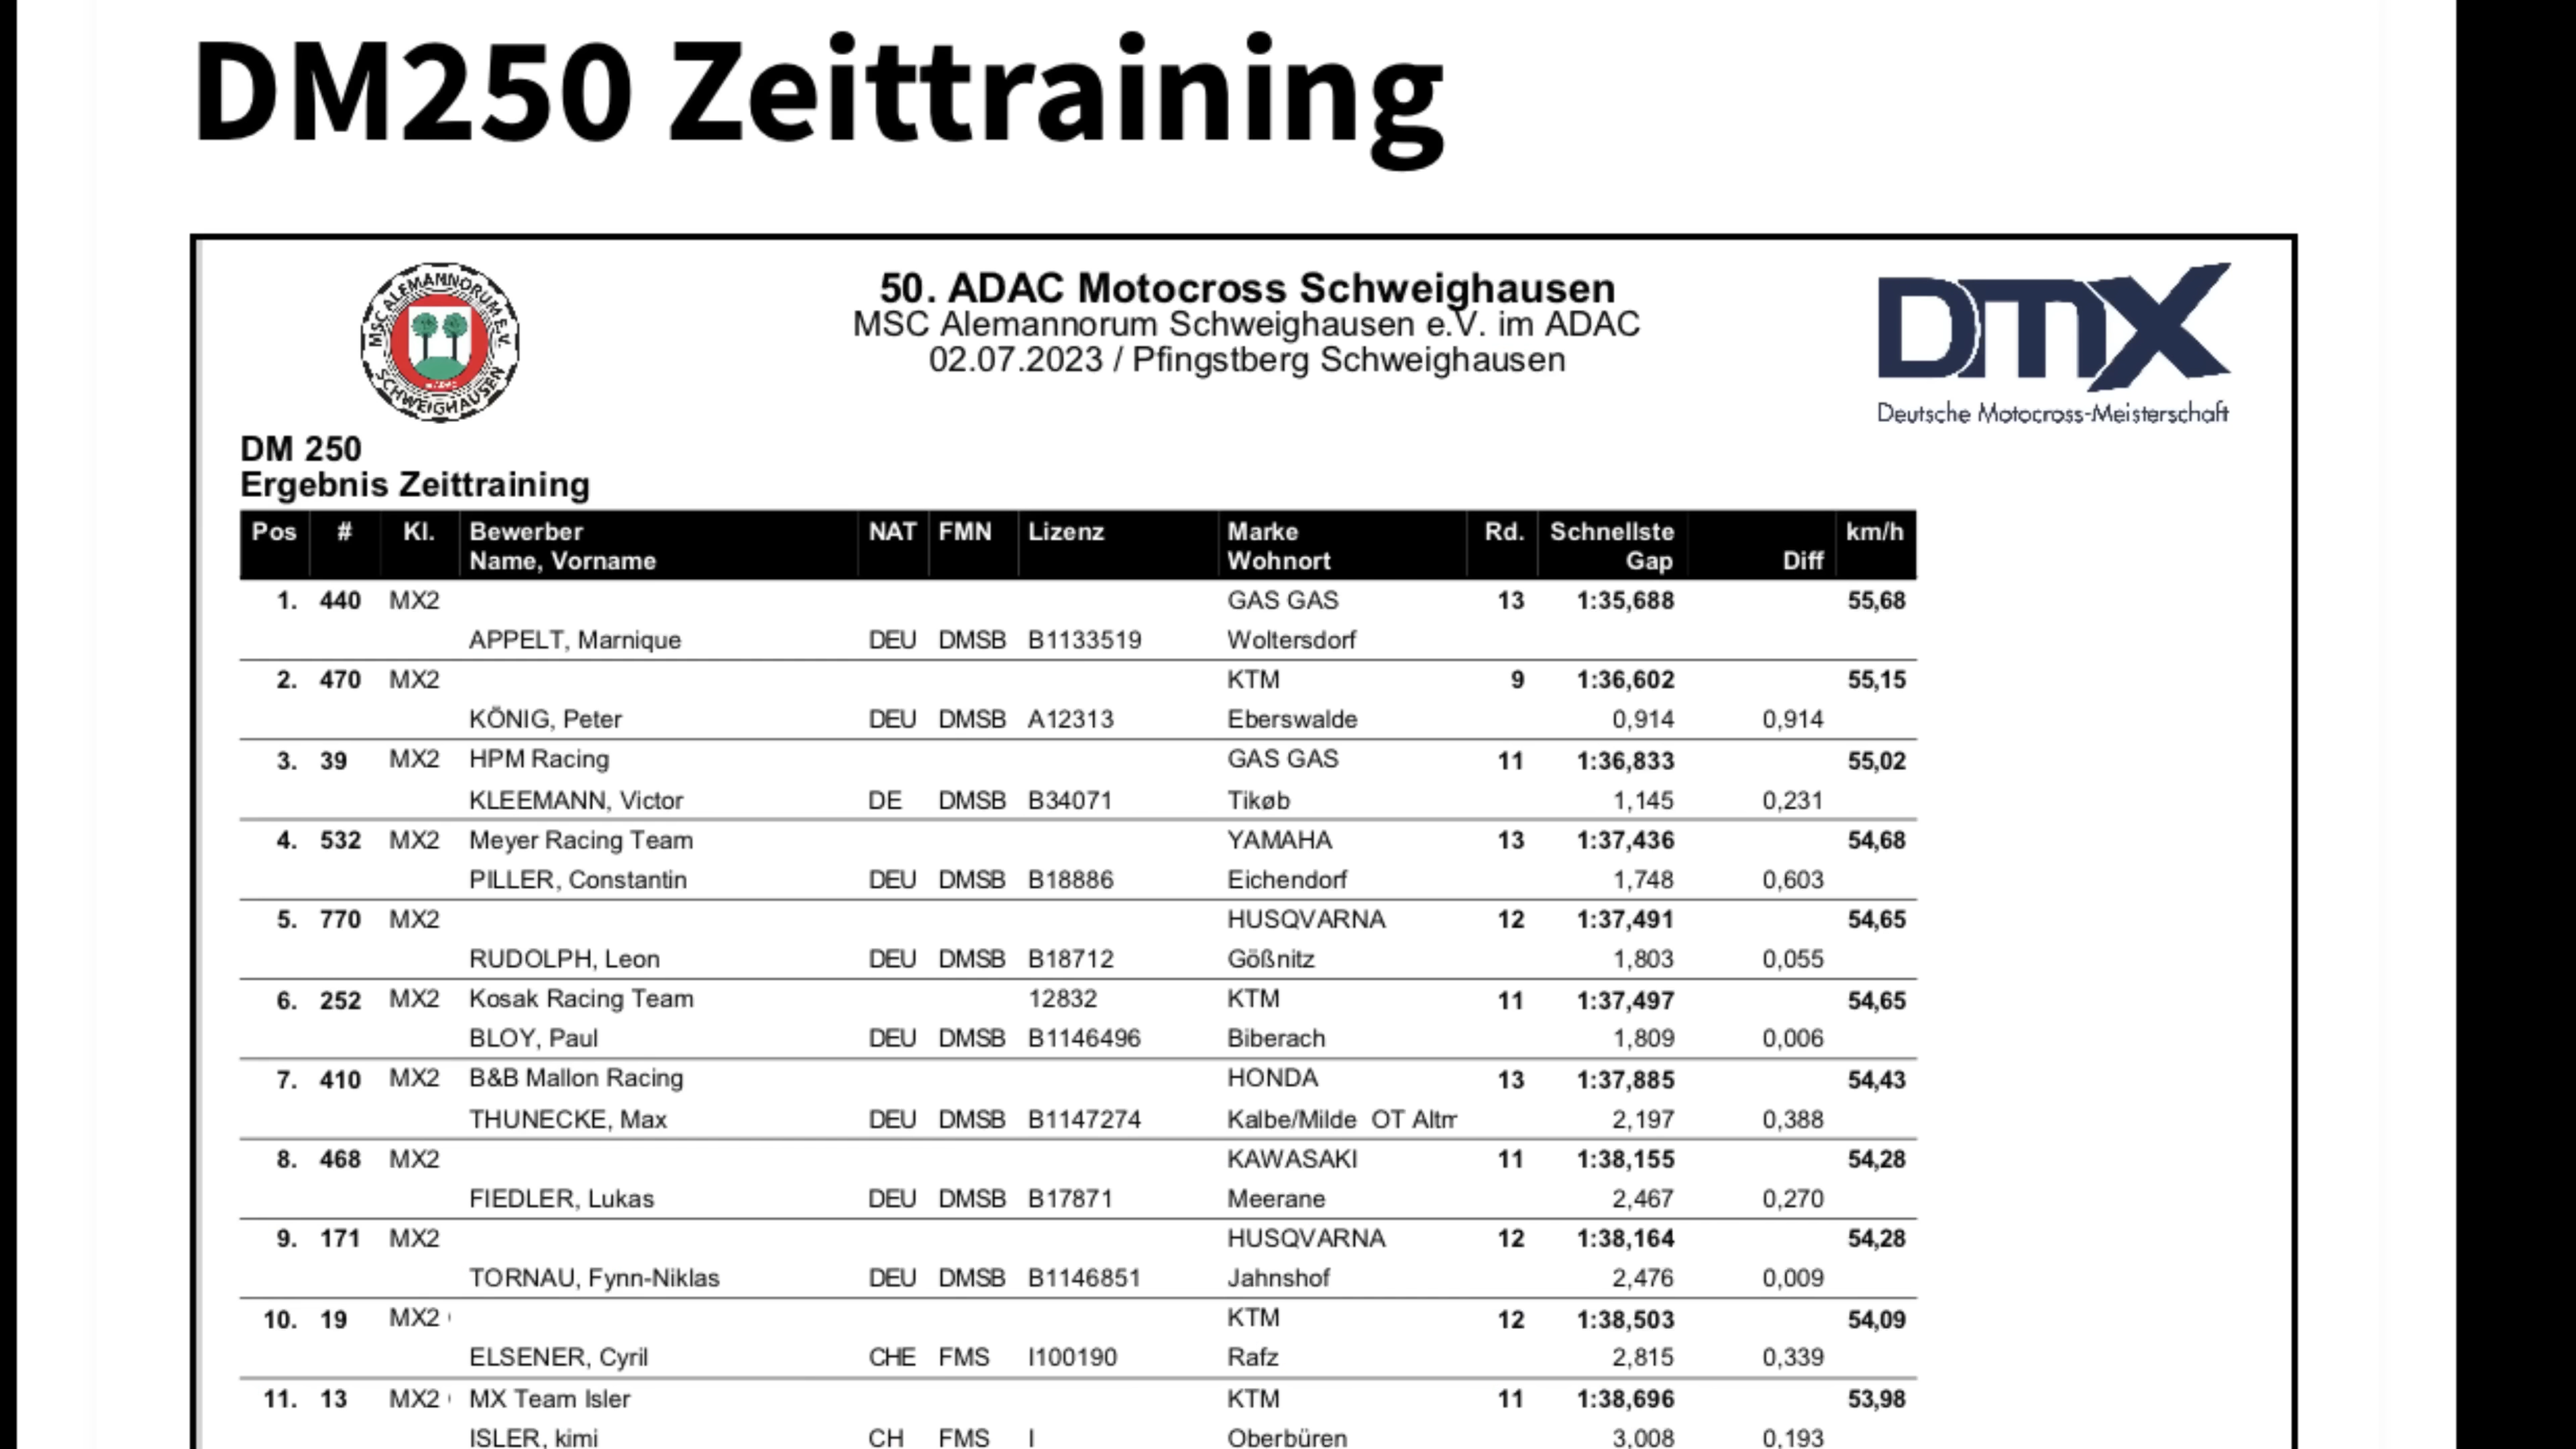 DM250 Zeittraining
MSC ALEMANNORUM E.V.
SCHWEIGHAUSEN
50. ADAC Motocross Schweighausen
MSC Alemannorum Schweighausen e.V. im ADAC
02.07.2023 / Pfingstberg Schweighausen
DMX
Deutsche Motocross-Meisterschaft
DM 250
Ergebnis Zeittraining
Pos # Kl. Bewerber NAT FMN Lizenz Marke Rd. Schnellste km/h
Name, Vorname Wohnort Gap Diff
1. 440 MX2 GAS GAS 13 1:35,688 55,68
APPELT, Marnique DEU DMSB B1133519 Woltersdorf
2. 470 MX2 KTM 9 1:36,602 55,15
KÖNIG, Peter DEU DMSB A12313 Eberswalde 0,914 0,914
3. 39 MX2 HPM Racing GAS GAS 11 1:36,833 55,02
KLEEMANN, Victor DE DMSB B34071 Tikøb 1,145 0,231
4. 532 MX2 Meyer Racing Team YAMAHA 13 1:37,436 54,68
PILLER, Constantin DEU DMSB B18886 Eichendorf 1,748 0,603
5. 770 MX2 HUSQVARNA 12 1:37,491 54,65
RUDOLPH, Leon DEU DMSB B18712 Gößnitz 1,803 0,055
6. 252 MX2 Kosak Racing Team 12832 KTM 11 1:37,497 54,65
BLOY, Paul DEU DMSB B1146496 Biberach 1,809 0,006
7. 410 MX2 B&B Mallon Racing HONDA 13 1:37,885 54,43
THUNECKE, Max DEU DMSB B1147274 Kalbe/Milde OT Altm 2,197 0,388
8. 468 MX2 KAWASAKI 11 1:38,155 54,28
FIEDLER, Lukas DEU DMSB B17871 Meerane 2,467 0,270
9. 171 MX2 HUSQVARNA 12 1:38,164 54,28
TORNAU, Fynn-Niklas DEU DMSB B1146851 Jahnshof 2,476 0,009
10. 19 MX2 KTM 12 1:38,503 54,09
ELSENER, Cyril CHE FMS I100190 Rafz 2,815 0,339
11. 13 MX2 MX Team Isler KTM 11 1:38,696 53,98
ISLER, kimi CH FMS I Oberbüren 3,008 0,193